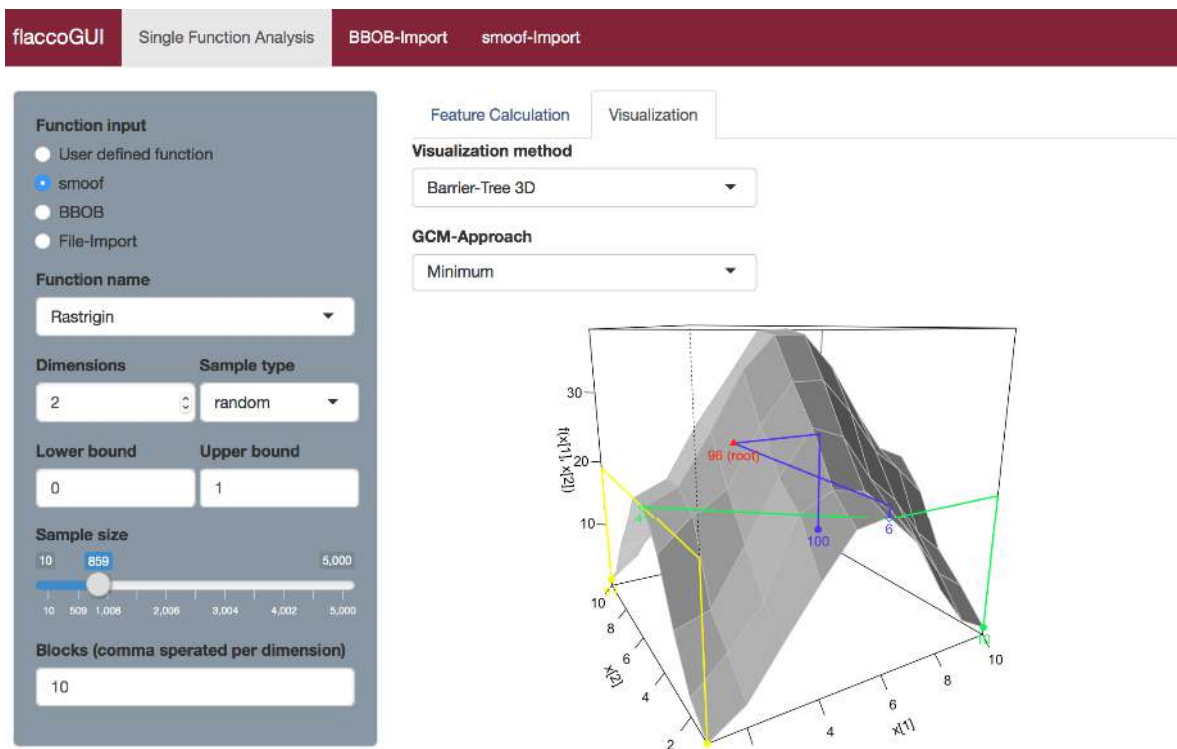 flaccoGUI Single Function Analysis BBOB-Import smoof-Import
Function input
User defined function
smoof
BBOB
File-Import
Function name
Rastrigin
Dimensions Sample type
2 random
Lower bound Upper bound
0 1
Sample size
10 859 5,000
10 509 1,008 2,006 3,004 4,002 5,000
Blocks (comma sperated per dimension)
10
Feature Calculation Visualization
Visualization method
Barrier-Tree 3D
GCM-Approach
Minimum
30
20
10
f(x[1], x[2])
96 (root)
4
100
6
10
8
6
4
2
x[2]
4
6
8
10
x[1]
10